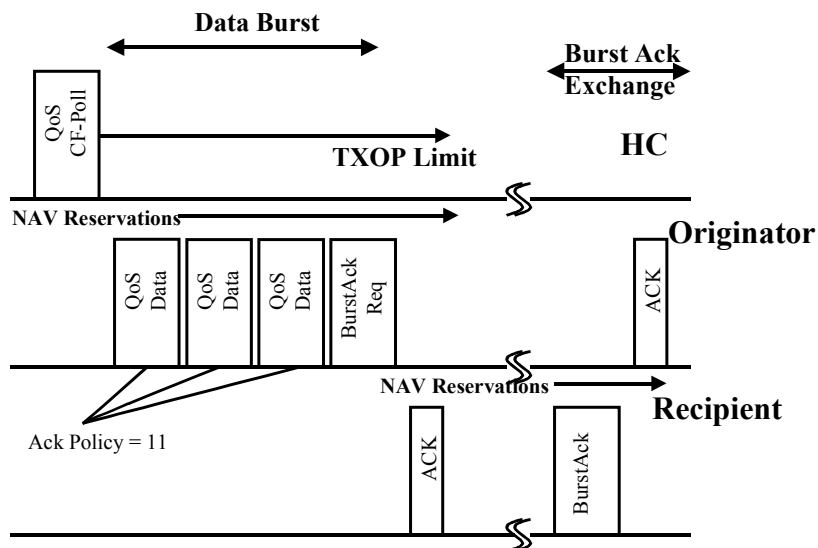 Data Burst
Burst Ack
Exchange
QoS
CF-Poll
TXOP Limit
HC
NAV Reservations
Originator
QoS
Data
QoS
Data
QoS
Data
BurstAck
Req
ACK
NAV Reservations
Recipient
Ack Policy = 11
ACK
BurstAck